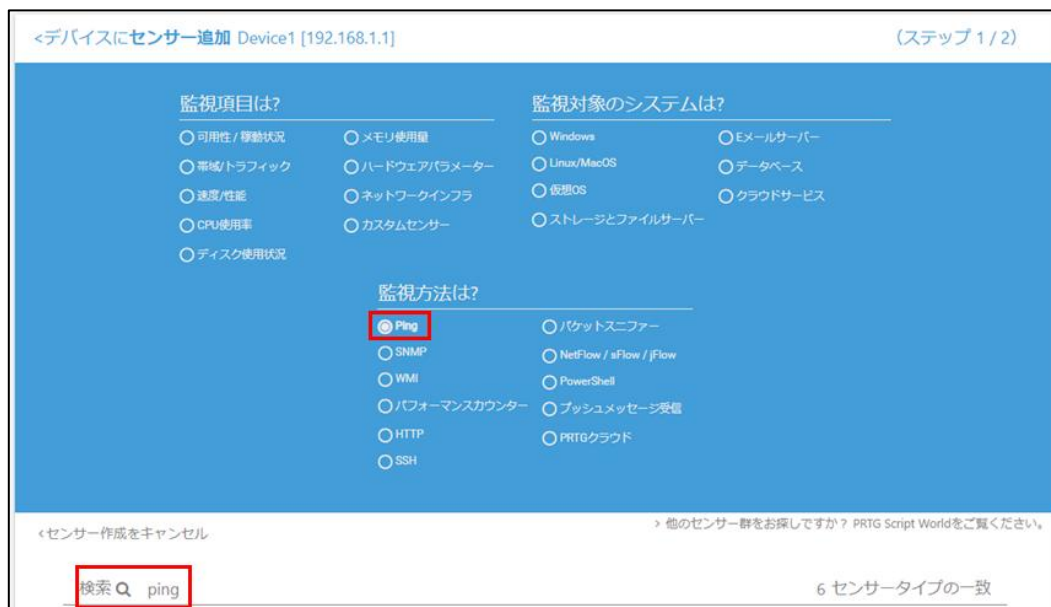 <デバイスにセンサー追加 Device1 [192.168.1.1]
(ステップ 1 / 2)
監視項目は?
可用性 / 稼動状況
メモリ使用量
帯域/トラフィック
ハードウェアパラメーター
速度/性能
ネットワークインフラ
CPU使用率
カスタムセンサー
ディスク使用状況
監視対象のシステムは?
Windows
Eメールサーバー
Linux/MacOS
データベース
仮想OS
クラウドサービス
ストレージとファイルサーバー
監視方法は?
Ping
パケットスニファー
SNMP
NetFlow / sFlow / jFlow
WMI
PowerShell
パフォーマンスカウンター
プッシュメッセージ受信
HTTP
PRTGクラウド
SSH
<センサー作成をキャンセル
> 他のセンサー群をお探しですか? PRTG Script Worldをご覧ください。
検索 ping
6 センサータイプの一致